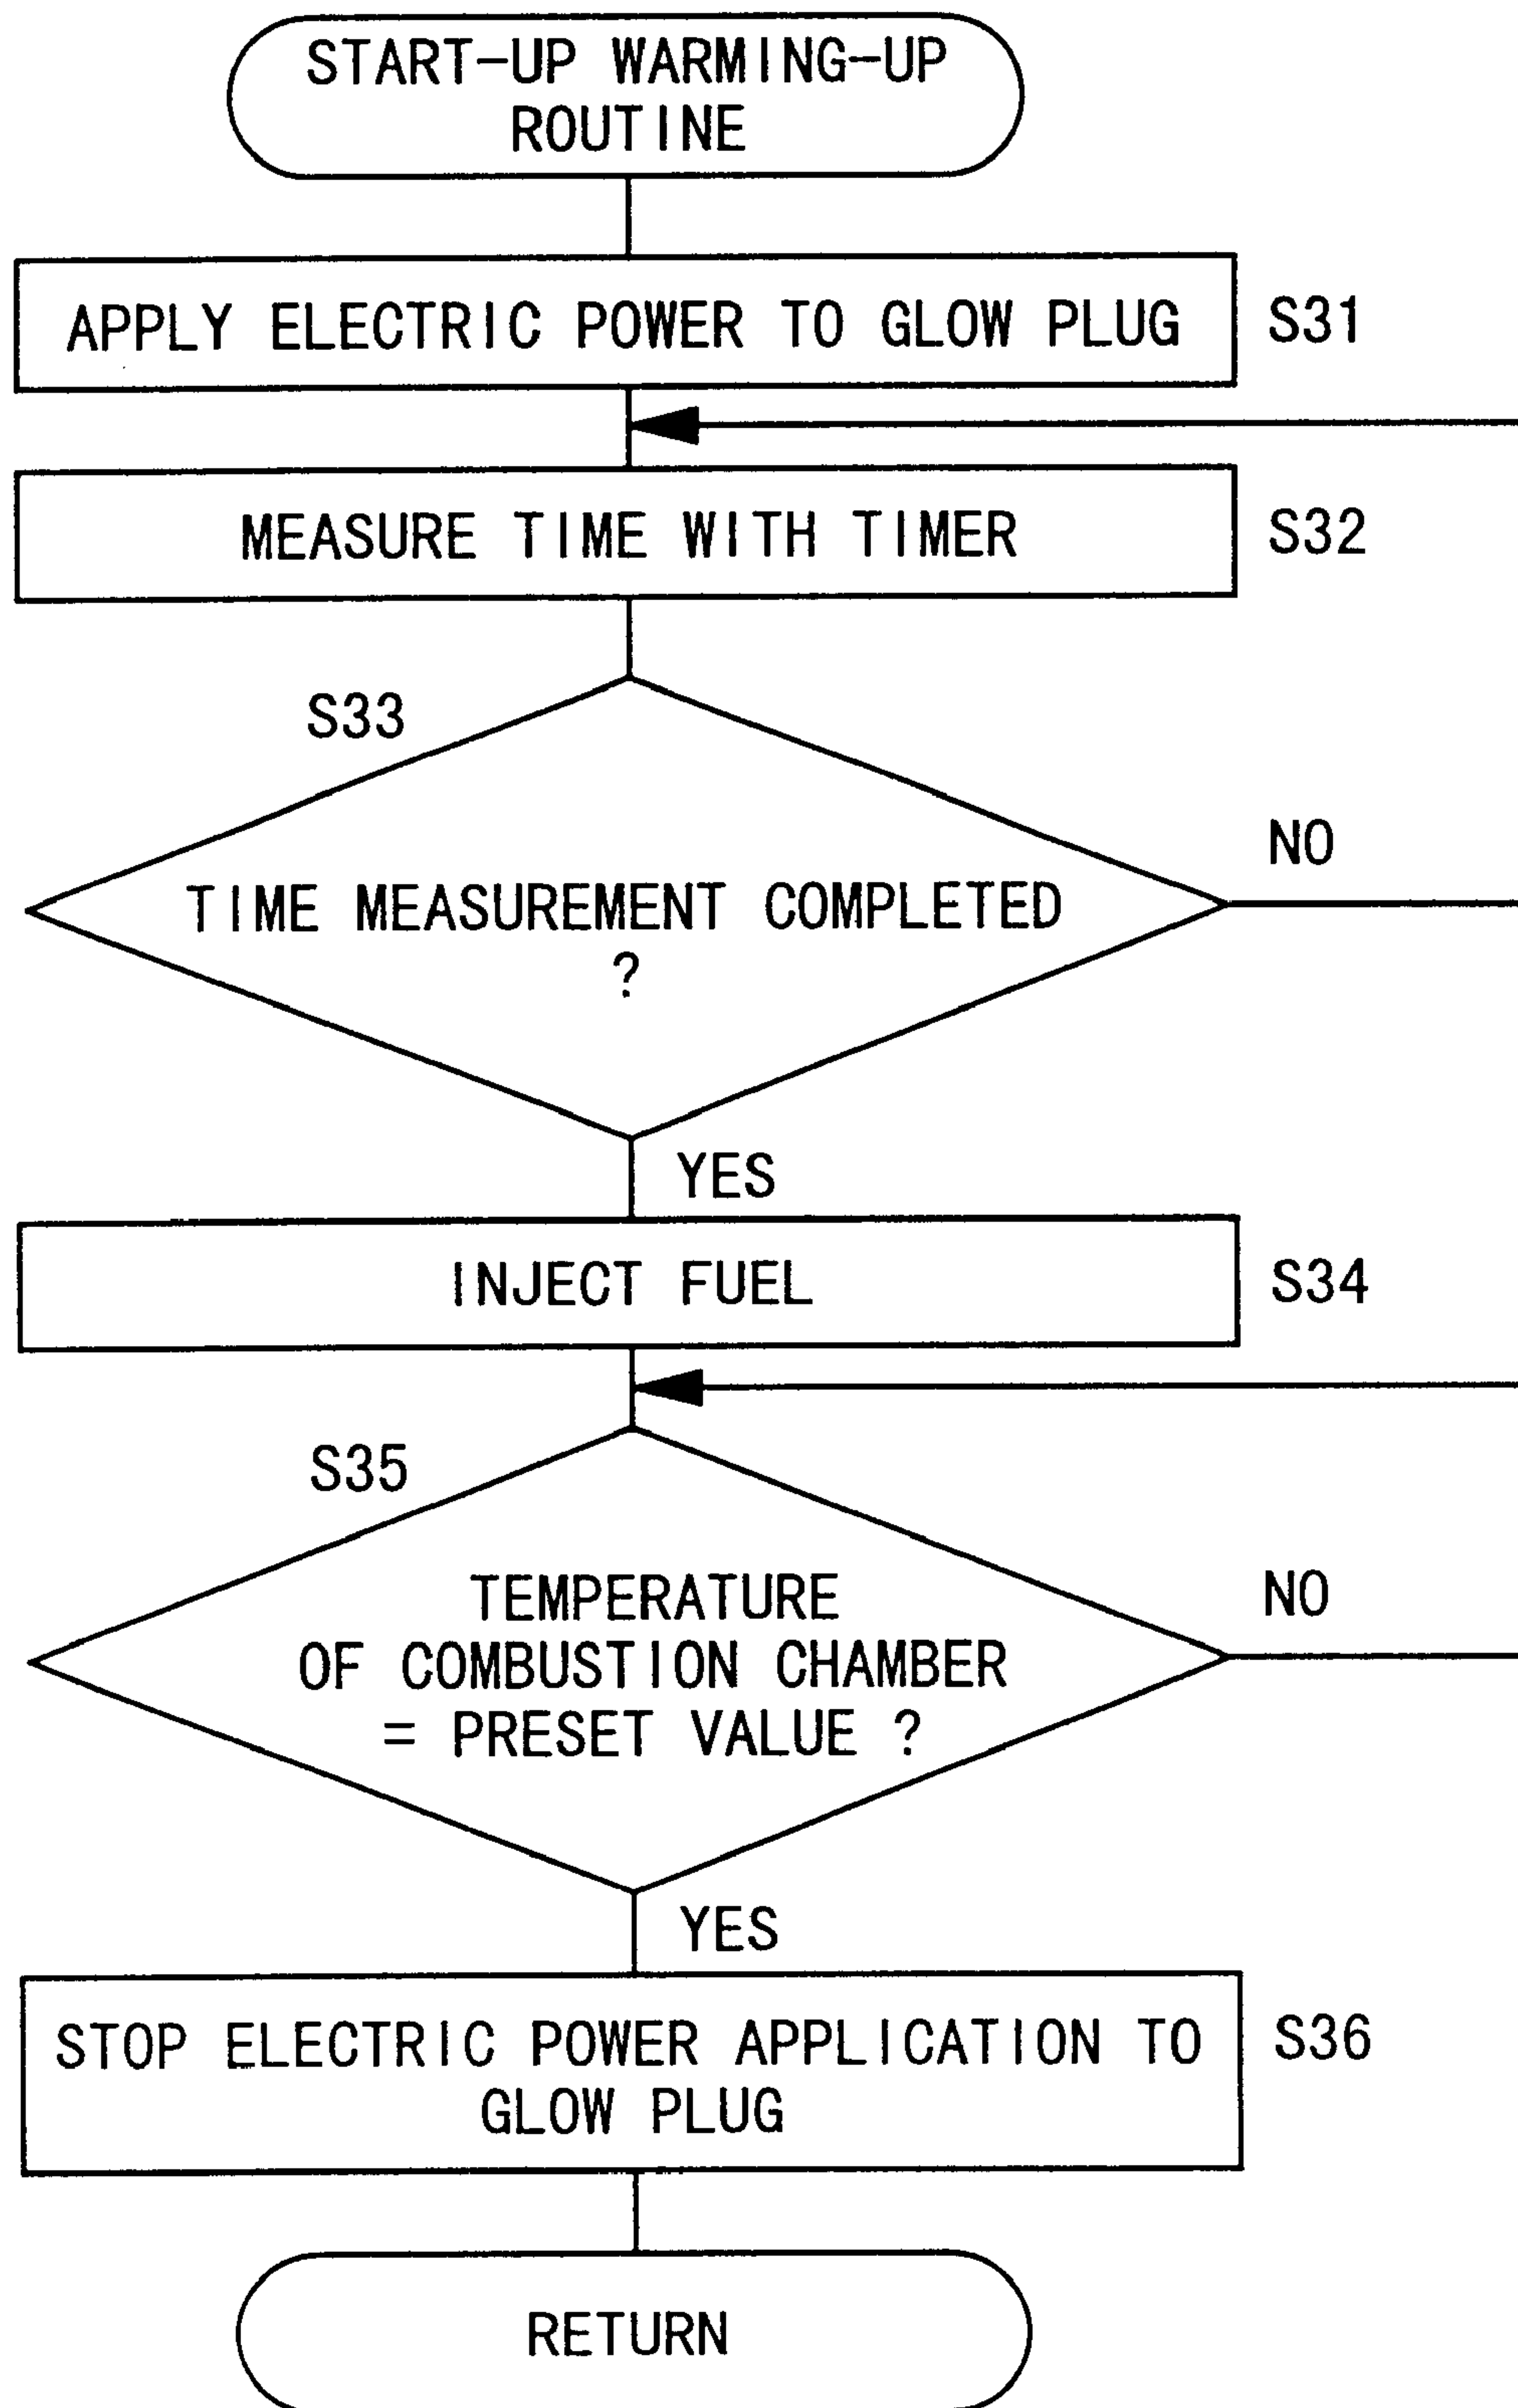 START-UP WARMING-UP
ROUTINE
APPLY ELECTRIC POWER TO GLOW PLUG
S31
MEASURE TIME WITH TIMER
S32
S33
NO
TIME MEASUREMENT COMPLETED
?
YES
INJECT FUEL
S34
S35
NO
TEMPERATURE
OF COMBUSTION CHAMBER
= PRESET VALUE ?
YES
STOP ELECTRIC POWER APPLICATION TO
GLOW PLUG
S36
RETURN